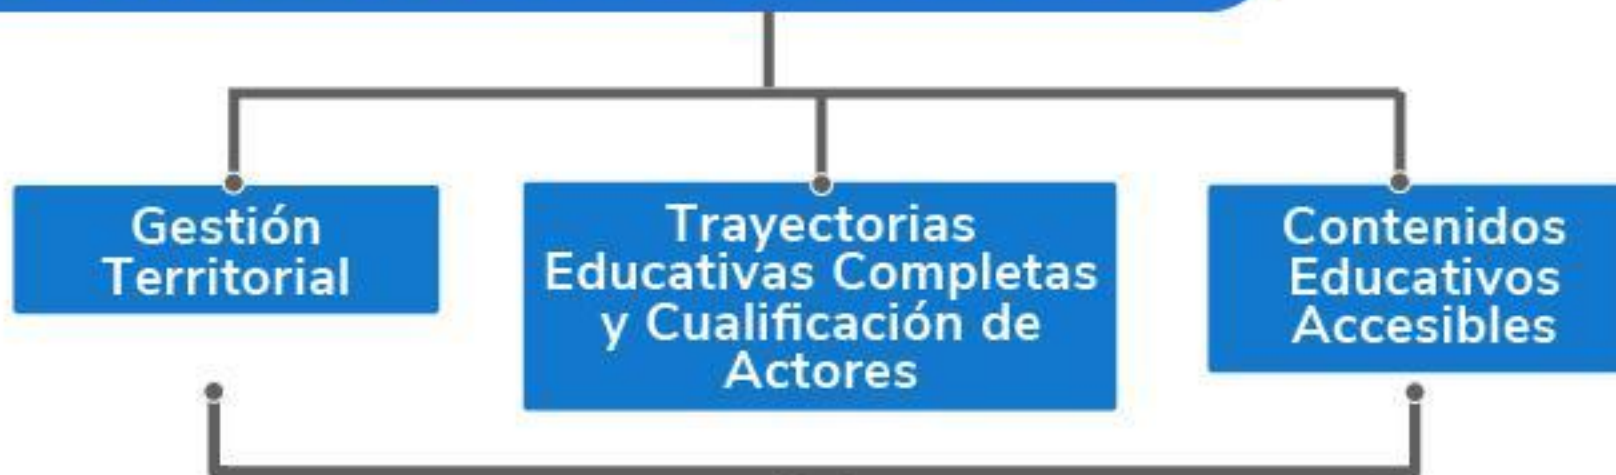 Gestión
Territorial
Trayectorias
Educativas Completas
y Cualificación de
Actores
Contenidos
Educativos
Accesibles